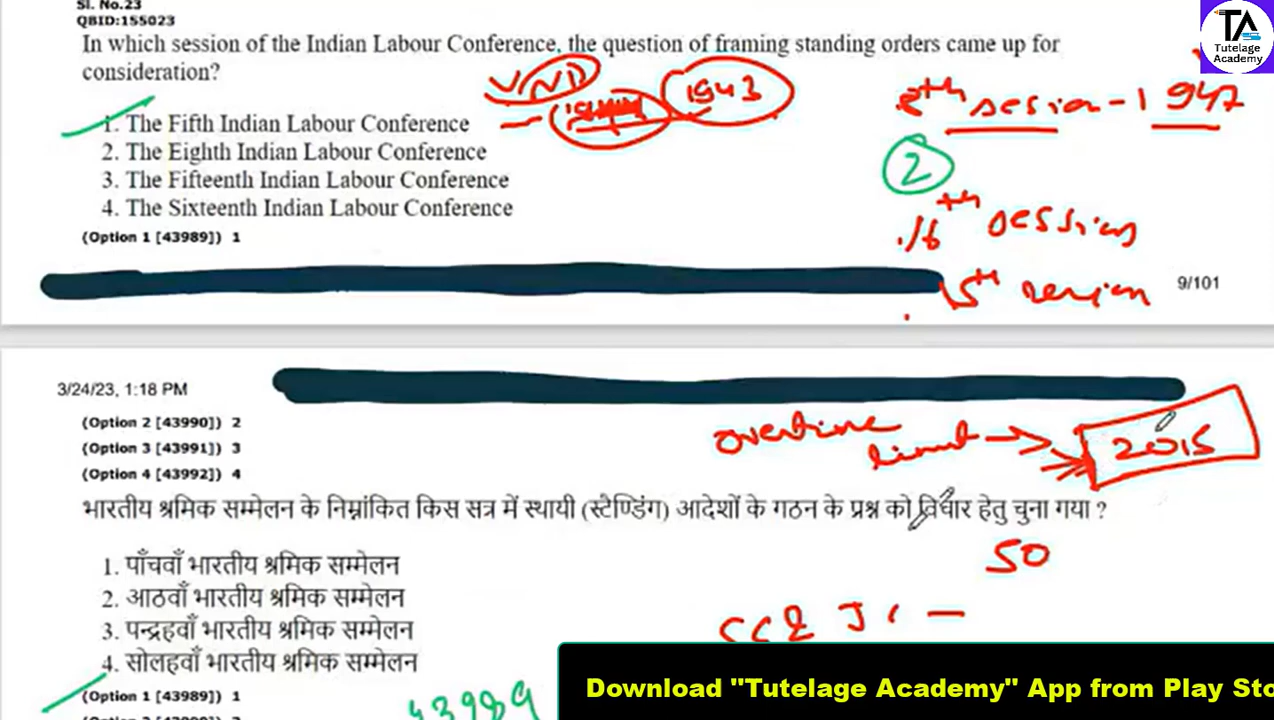 Sl. No.23
QBID:155023
In which session of the Indian Labour Conference, the question of framing standing orders came up for
consideration?
1. The Fifth Indian Labour Conference
2. The Eighth Indian Labour Conference
3. The Fifteenth Indian Labour Conference
4. The Sixteenth Indian Labour Conference
(Option 1 [43989]) 1
1943
8th session - 1947
2
16th session
15th session
TA
Tutelage
Academy
9/101
3/24/23, 1:18 PM
(Option 2 [43990]) 2
(Option 3 [43991]) 3
(Option 4 [43992]) 4
overtime
limit
2015
भारतीय श्रमिक सम्मेलन के निम्नांकित किस सत्र में स्थायी (स्टैण्डिंग) आदेशों के गठन के प्रश्न को विचार हेतु चुना गया ?
50
1. पाँचवाँ भारतीय श्रमिक सम्मेलन
2. आठवाँ भारतीय श्रमिक सम्मेलन
3. पन्द्रहवाँ भारतीय श्रमिक सम्मेलन
4. सोलहवाँ भारतीय श्रमिक सम्मेलन
(Option 1 [43989]) 1
43989
Download "Tutelage Academy" App from Play Sto